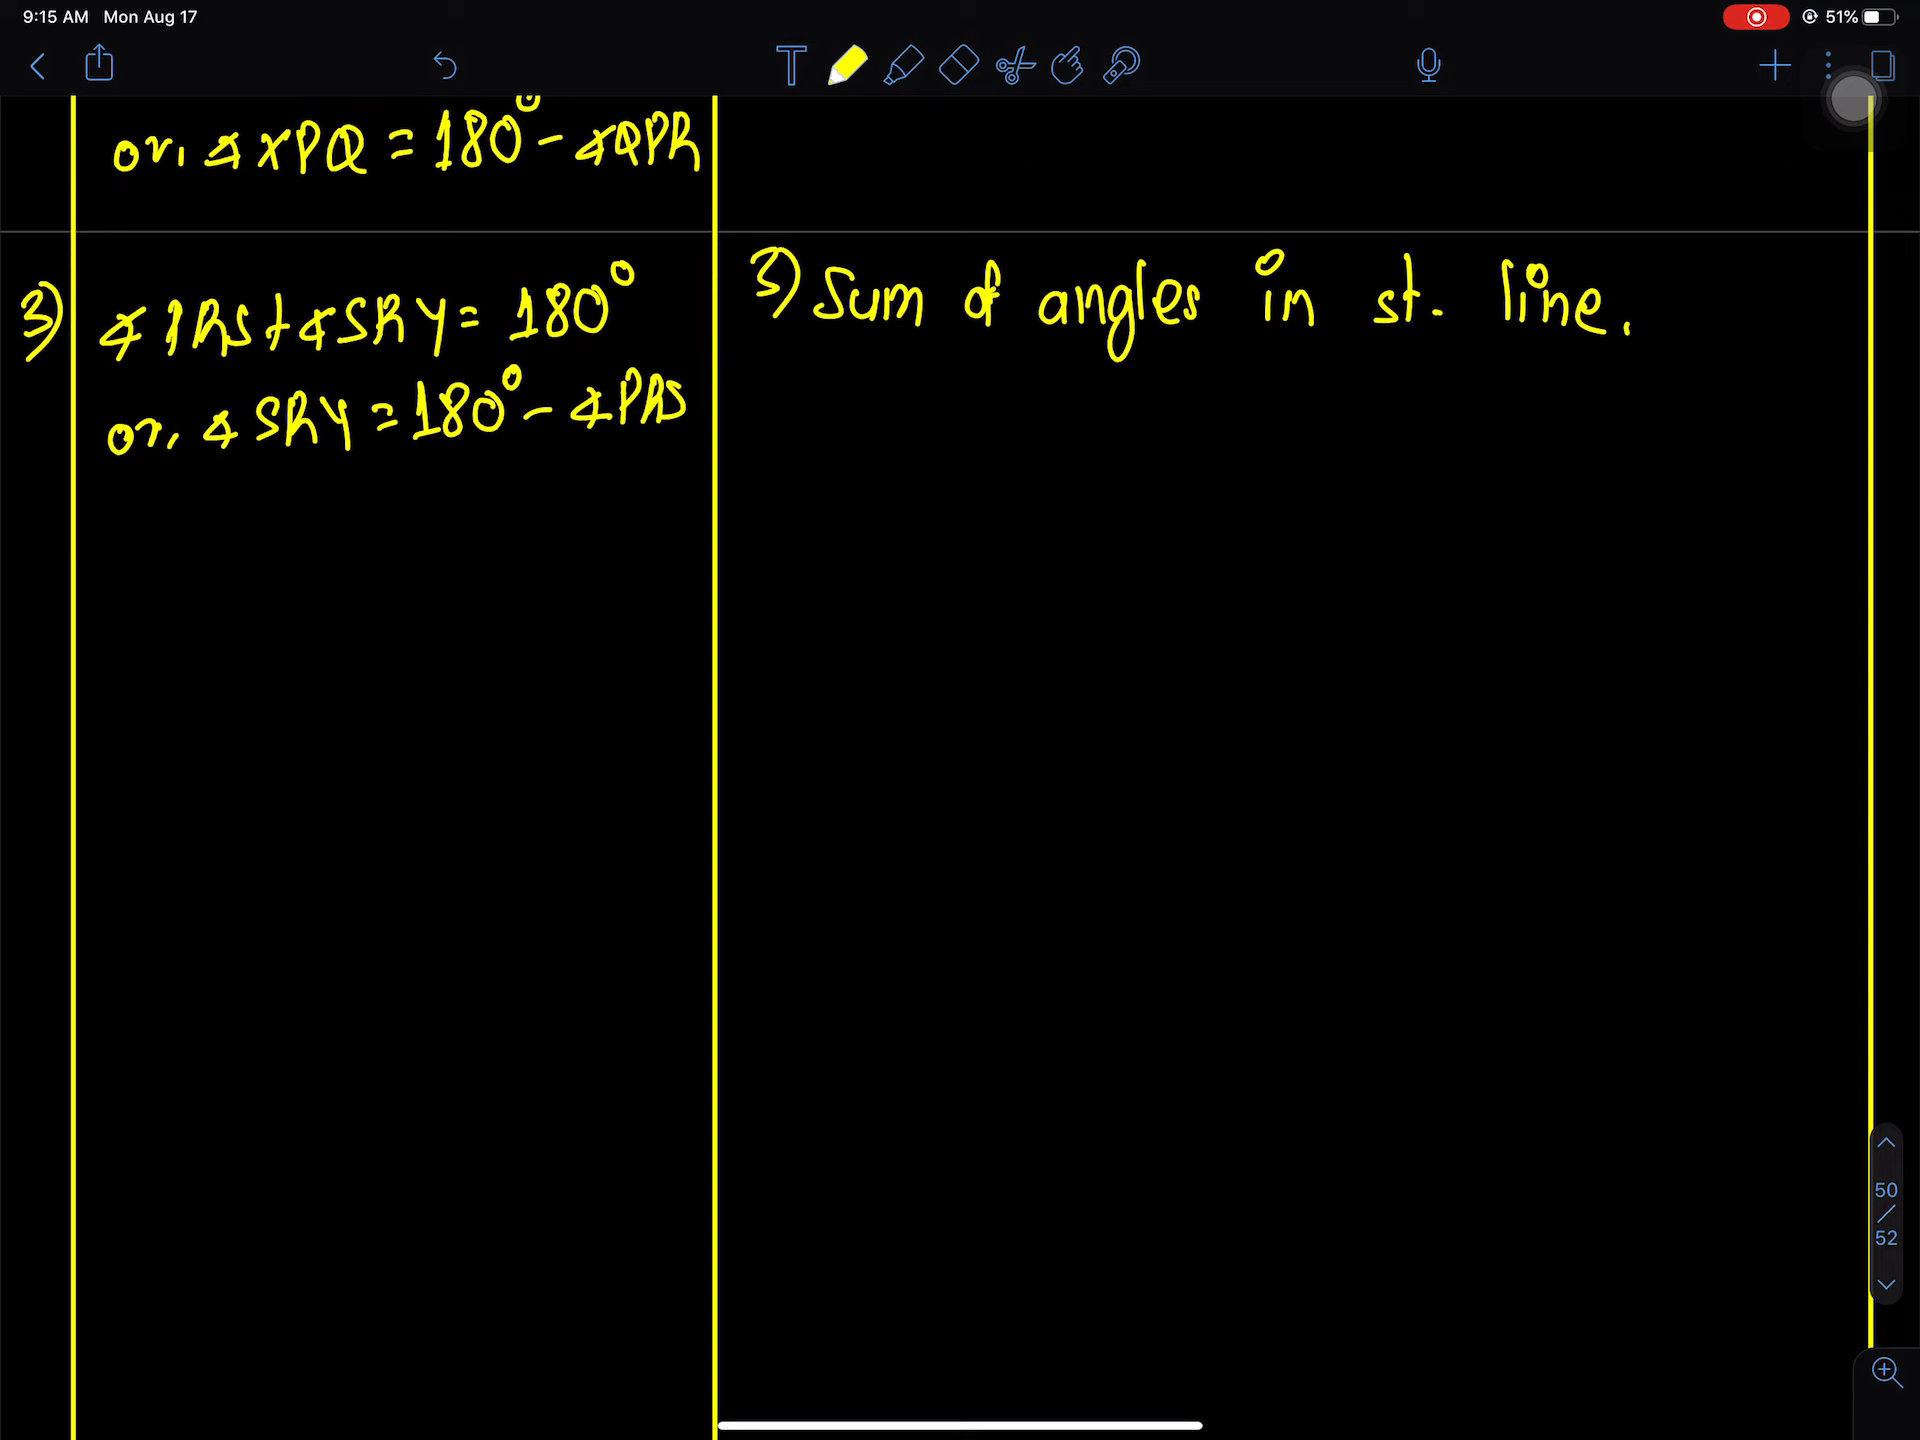 9:15 AM Mon Aug 17
51%
or, ∡XPQ = 180° - ∡QPR
3) ∡PRS + ∡SRY = 180°
or, ∡SRY = 180° - ∡PRS
3) Sum of angles in st. line.
50
/
52